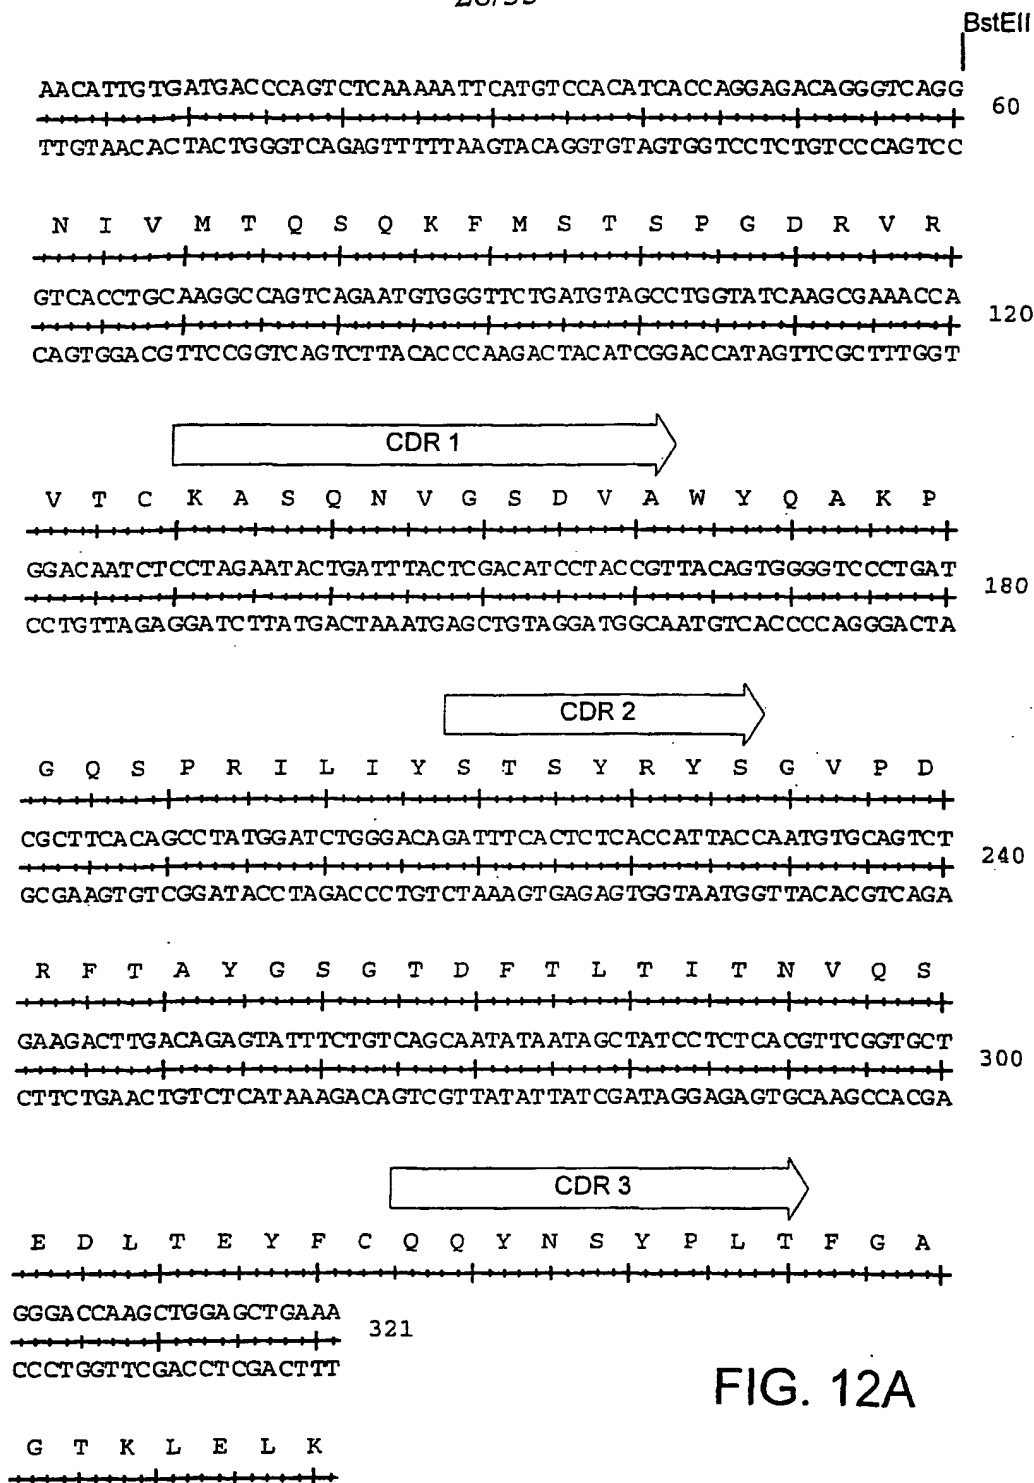 BstEII
AACATTGTGATGACCCAGTCTCAAAAATTCATGTCCACATCACCAGGAGACAGGGTCAGG
60
TTGTAACACTACTGGGTCAGAGTTTTTAAGTACAGGTGTAGTGGTCCTCTGTCCCAGTCC
N I V M T Q S Q K F M S T S P G D R V R
GTCACCTGCAAGGCCAGTCAGAATGTGGGTTCTGATGTAGCCTGGTATCAAGCGAAACCA
120
CAGTGGACGTTCCGGTCAGTCTTACACCCAAGACTACATCGGACCATAGTTCGCTTTGGT
CDR 1
V T C K A S Q N V G S D V A W Y Q A K P
GGACAATCTCCTAGAATACTGATTTACTCGACATCCTACCGTTACAGTGGGGTCCCTGAT
180
CCTGTTAGAGGATCTTATGACTAAATGAGCTGTAGGATGGCAATGTCACCCCAGGGACTA
CDR 2
G Q S P R I L I Y S T S Y R Y S G V P D
CGCTTCACAGCCTATGGATCTGGGACAGATTTCACTCTCACCATTACCAATGTGCAGTCT
240
GCGAAGTGTCGGATACCTAGACCCTGTCTAAAGTGAGAGTGGTAATGGTTACACGTCAGA
R F T A Y G S G T D F T L T I T N V Q S
GAAGACTTGACAGAGTATTTCTGTCAGCAATATAATAGCTATCCTCTCACGTTCGGTGCT
300
CTTCTGAACTGTCTCATAAAGACAGTCGTTATATTATCGATAGGAGAGTGCAAGCCACGA
CDR 3
E D L T E Y F C Q Q Y N S Y P L T F G A
GGGACCAAGCTGGAGCTGAAA
321
CCCTGGTTCGACCTCGACTTT
FIG. 12A
G T K L E L K